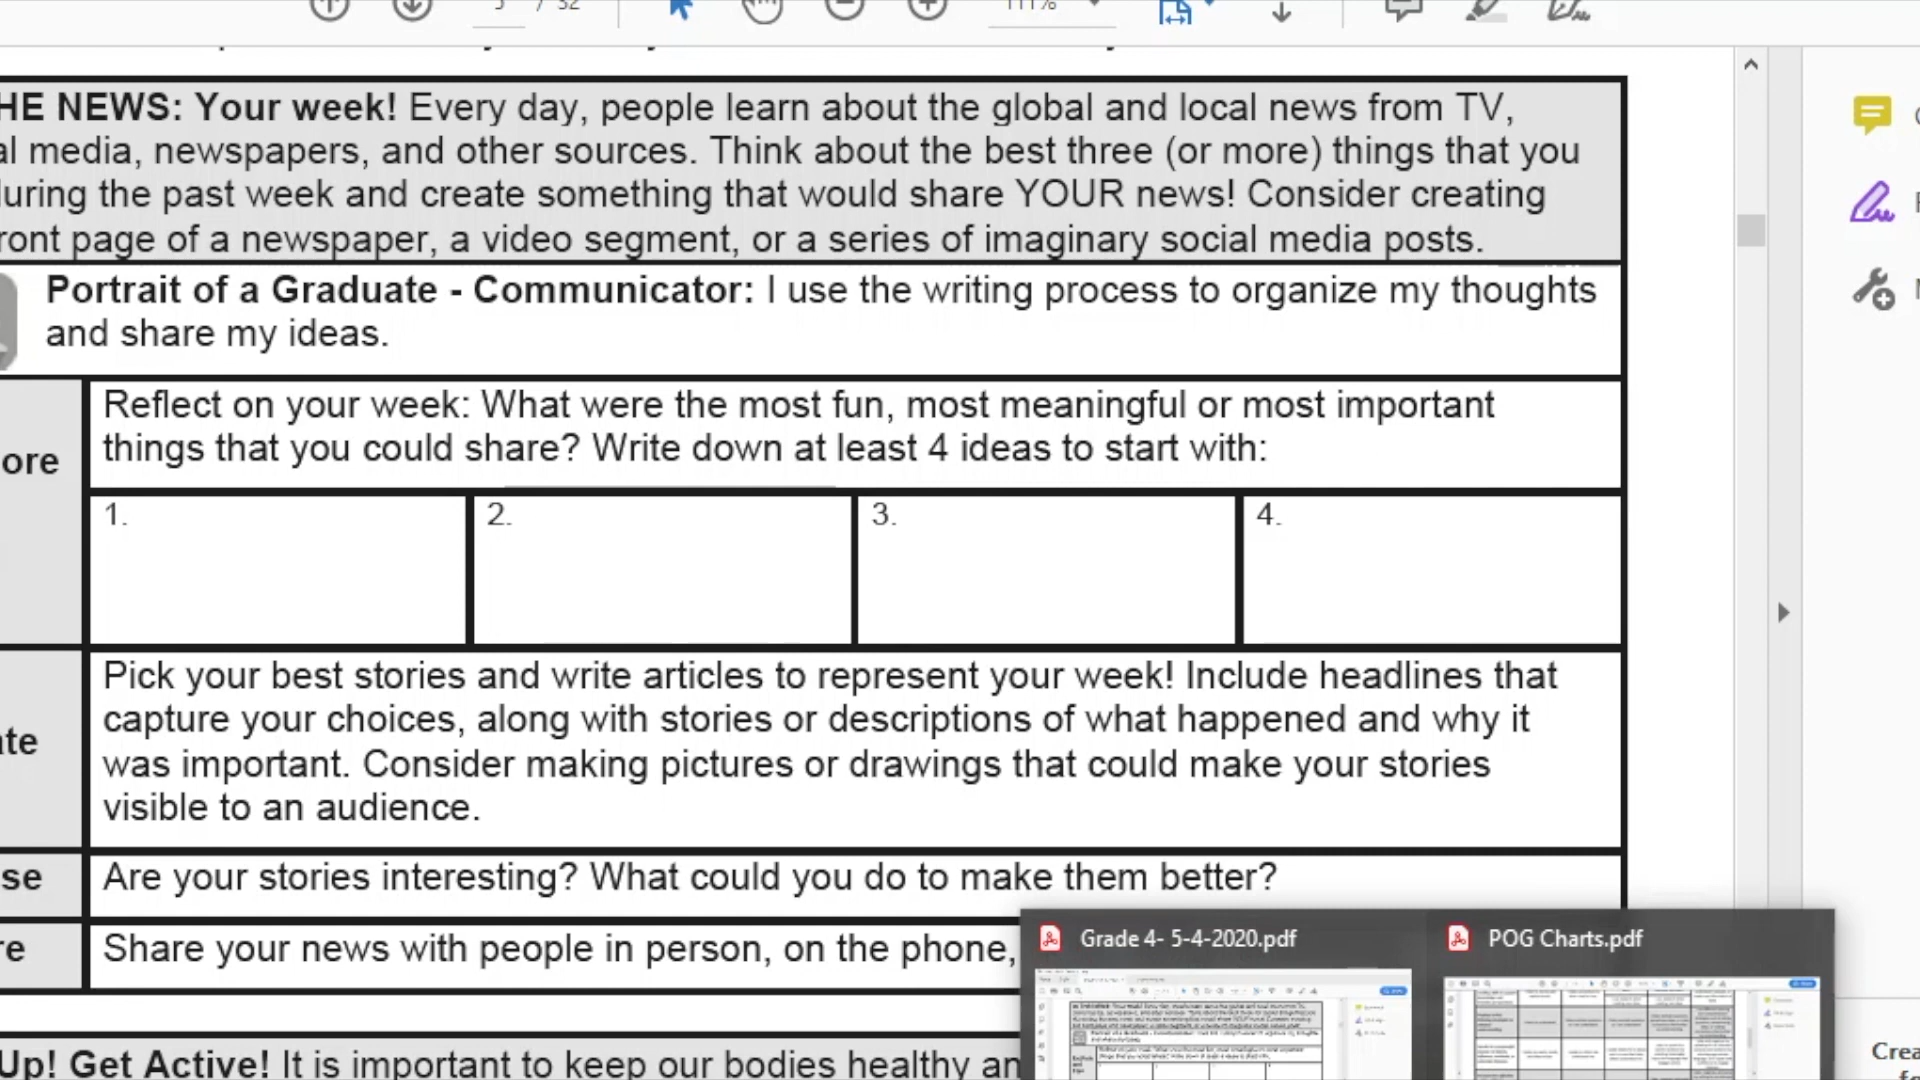 5 / 32
111%
HE NEWS: Your week! Every day, people learn about the global and local news from TV,
al media, newspapers, and other sources. Think about the best three (or more) things that you
during the past week and create something that would share YOUR news! Consider creating
ront page of a newspaper, a video segment, or a series of imaginary social media posts.
Portrait of a Graduate - Communicator: I use the writing process to organize my thoughts
and share my ideas.
ore
Reflect on your week: What were the most fun, most meaningful or most important
things that you could share? Write down at least 4 ideas to start with:
1. 2. 3. 4.
ate
Pick your best stories and write articles to represent your week! Include headlines that
capture your choices, along with stories or descriptions of what happened and why it
was important. Consider making pictures or drawings that could make your stories
visible to an audience.
se
Are your stories interesting? What could you do to make them better?
re
Share your news with people in person, on the phone,
Grade 4- 5-4-2020.pdf
POG Charts.pdf
Up! Get Active! It is important to keep our bodies healthy an
Crea